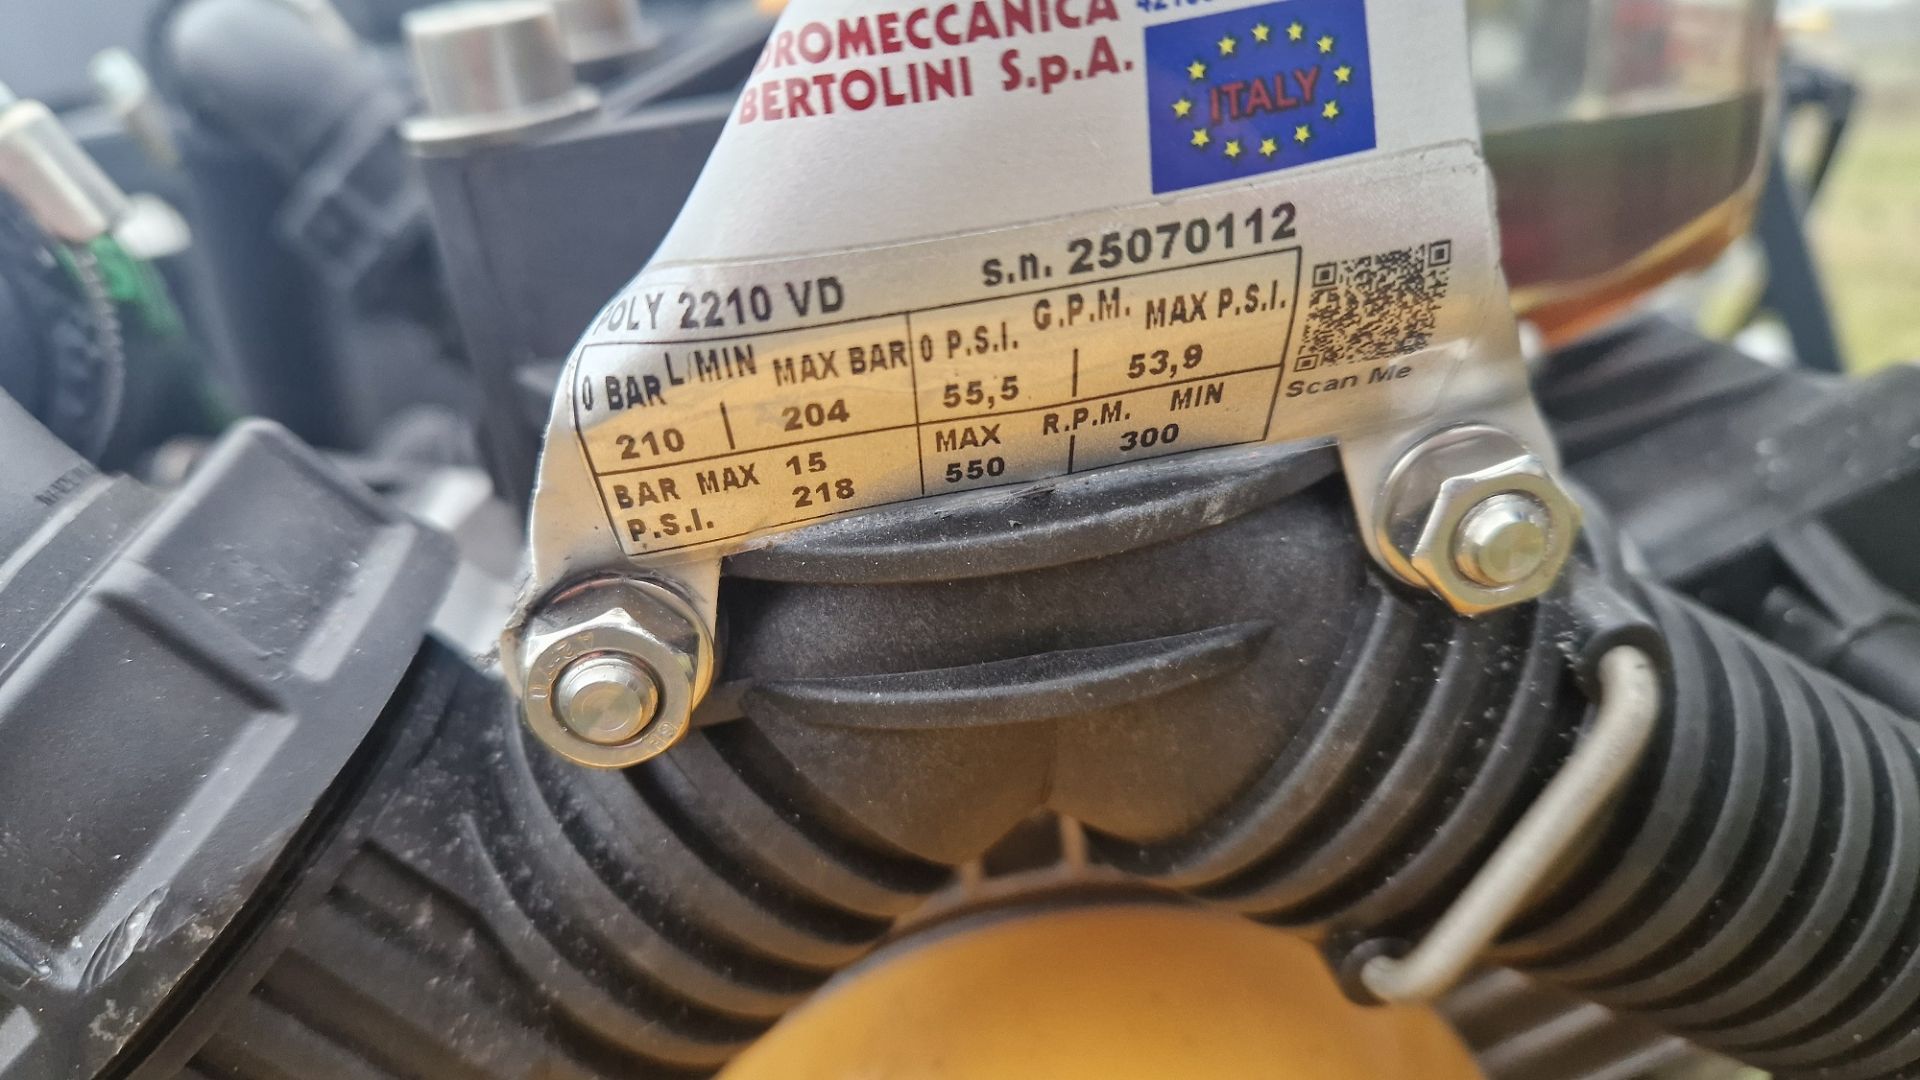 BERTOLINI S.p.A.
ITALY
POLY 2210 VD s.n. 25070112
0 BAR L/MIN MAX BAR 0 P.S.I. G.P.M. MAX P.S.I.
210 | 204 55,5 | 53,9
BAR MAX 15 MAX R.P.M. MIN
P.S.I. 218 550 | 300
Scan Me